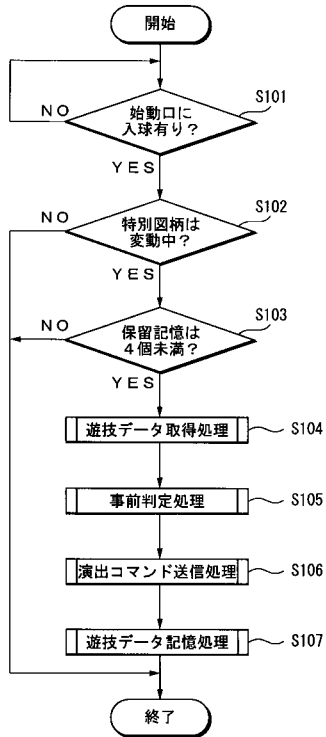 開始
S101
始動口に
入球有り？
NO
YES
S102
特別図柄は
変動中？
NO
YES
S103
保留記憶は
4個未満？
NO
YES
遊技データ取得処理
S104
事前判定処理
S105
演出コマンド送信処理
S106
遊技データ記憶処理
S107
終了